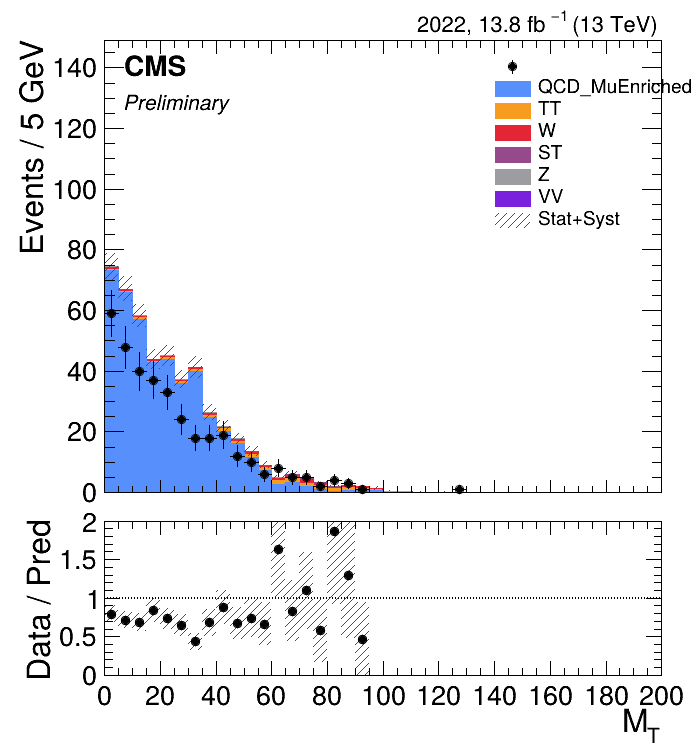 2022, 13.8 fb⁻¹ (13 TeV)
CMS
Preliminary
QCD_MuEnriched
TT
W
ST
Z
VV
Stat+Syst
Events / 5 GeV
140
120
100
80
60
40
20
0
Data / Pred
2
1.5
1
0.5
0
0 20 40 60 80 100 120 140 160 180 200
M_T